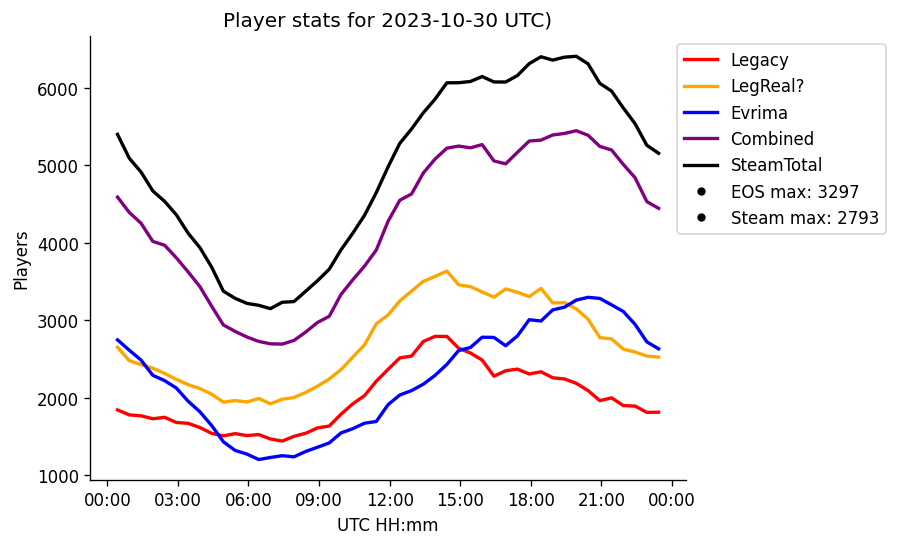 Player stats for 2023-10-30 UTC)
Players
6000
5000
4000
3000
2000
1000
00:00 03:00 06:00 09:00 12:00 15:00 18:00 21:00 00:00
UTC HH:mm
Legacy
LegReal?
Evrima
Combined
SteamTotal
EOS max: 3297
Steam max: 2793